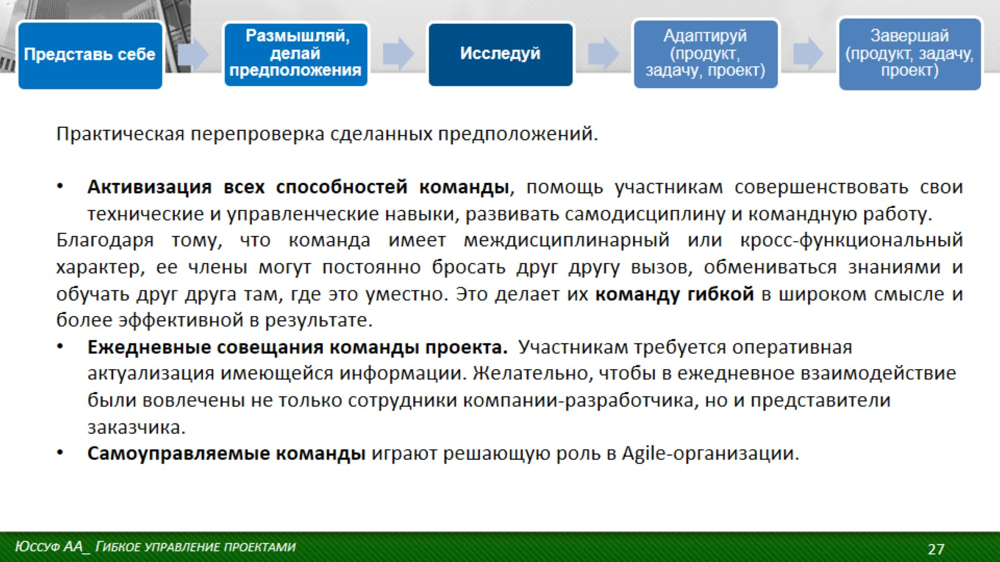 Представь себе
Размышляй,
делай
предположения
Исследуй
Адаптируй
(продукт,
задачу, проект)
Завершай
(продукт, задачу,
проект)
Практическая перепроверка сделанных предположений.
• Активизация всех способностей команды, помощь участникам совершенствовать свои
технические и управленческие навыки, развивать самодисциплину и командную работу.
Благодаря тому, что команда имеет междисциплинарный или кросс-функциональный
характер, ее члены могут постоянно бросать друг другу вызов, обмениваться знаниями и
обучать друг друга там, где это уместно. Это делает их команду гибкой в широком смысле и
более эффективной в результате.
• Ежедневные совещания команды проекта. Участникам требуется оперативная
актуализация имеющейся информации. Желательно, чтобы в ежедневное взаимодействие
были вовлечены не только сотрудники компании-разработчика, но и представители
заказчика.
• Самоуправляемые команды играют решающую роль в Agile-организации.
Юссуф АА_ Гибкое управление проектами
27